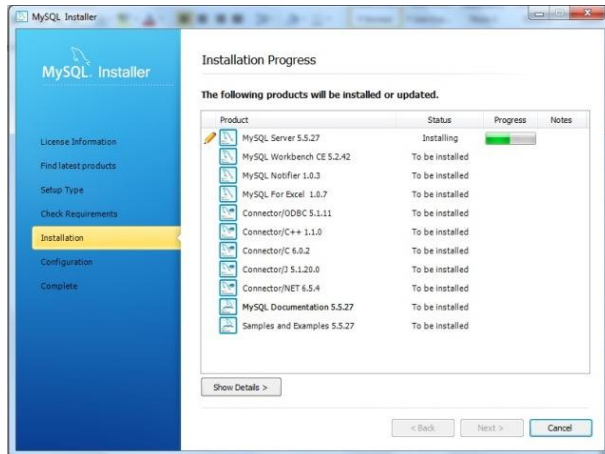 MySQL Installer
MySQL. Installer
License Information
Find latest products
Setup Type
Check Requirements
Installation
Configuration
Complete
Installation Progress
The following products will be installed or updated.
Product Status Progress Notes
MySQL Server 5.5.27 Installing
MySQL Workbench CE 5.2.42 To be installed
MySQL Notifier 1.0.3 To be installed
MySQL For Excel 1.0.7 To be installed
Connector/ODBC 5.1.11 To be installed
Connector/C++ 1.1.0 To be installed
Connector/C 6.0.2 To be installed
Connector/J 5.1.20.0 To be installed
Connector/NET 6.5.4 To be installed
MySQL Documentation 5.5.27 To be installed
Samples and Examples 5.5.27 To be installed
Show Details >
< Back Next > Cancel